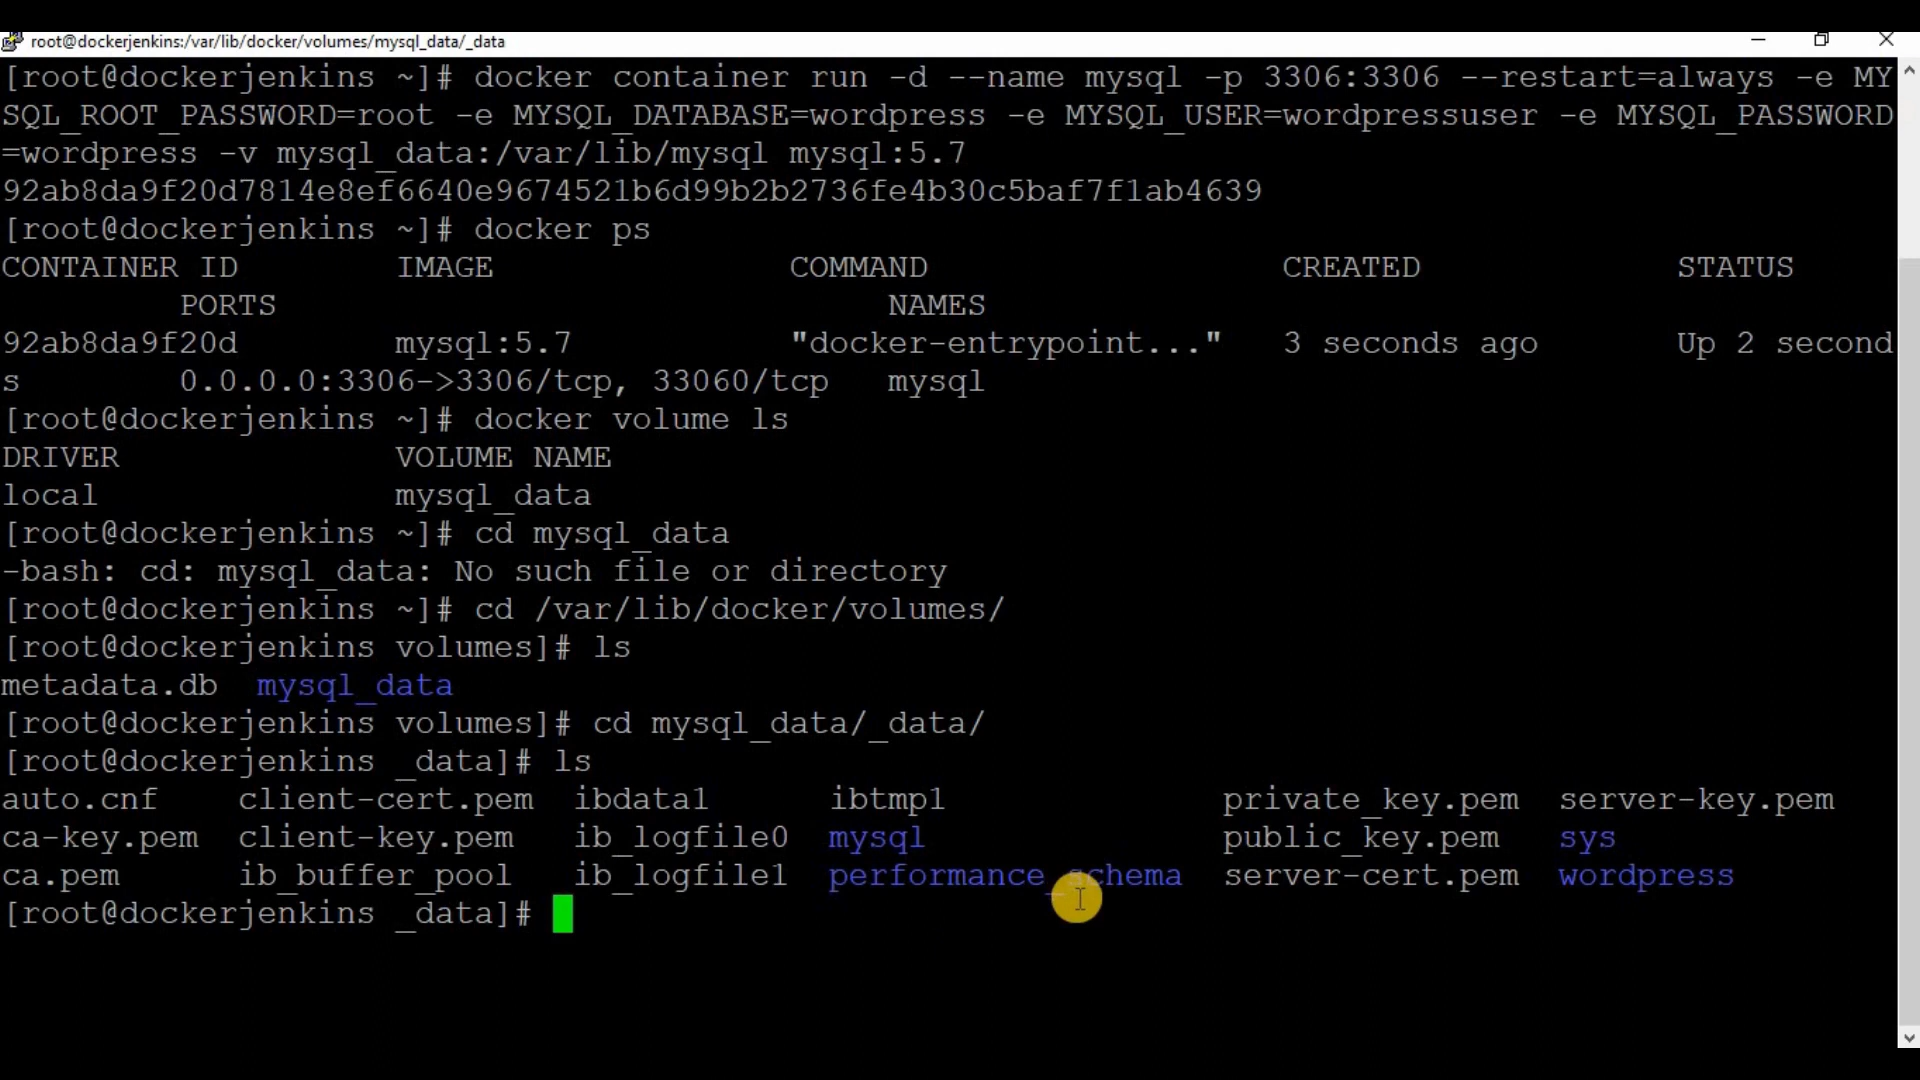 root@dockerjenkins:/var/lib/docker/volumes/mysql_data/_data
[root@dockerjenkins ~]# docker container run -d --name mysql -p 3306:3306 --restart=always -e MY
SQL_ROOT_PASSWORD=root -e MYSQL_DATABASE=wordpress -e MYSQL_USER=wordpressuser -e MYSQL_PASSWORD
=wordpress -v mysql_data:/var/lib/mysql mysql:5.7
92ab8da9f20d7814e8ef6640e9674521b6d99b2b2736fe4b30c5baf7f1ab4639
[root@dockerjenkins ~]# docker ps
CONTAINER ID        IMAGE               COMMAND                  CREATED             STATUS
         PORTS                               NAMES
92ab8da9f20d        mysql:5.7           "docker-entrypoint..."   3 seconds ago       Up 2 second
s        0.0.0.0:3306->3306/tcp, 33060/tcp   mysql
[root@dockerjenkins ~]# docker volume ls
DRIVER              VOLUME NAME
local               mysql_data
[root@dockerjenkins ~]# cd mysql_data
-bash: cd: mysql_data: No such file or directory
[root@dockerjenkins ~]# cd /var/lib/docker/volumes/
[root@dockerjenkins volumes]# ls
metadata.db  mysql_data
[root@dockerjenkins volumes]# cd mysql_data/_data/
[root@dockerjenkins _data]# ls
auto.cnf    client-cert.pem  ibdata1      ibtmp1              private_key.pem  server-key.pem
ca-key.pem  client-key.pem   ib_logfile0  mysql               public_key.pem   sys
ca.pem      ib_buffer_pool   ib_logfile1  performance_schema  server-cert.pem  wordpress
[root@dockerjenkins _data]#